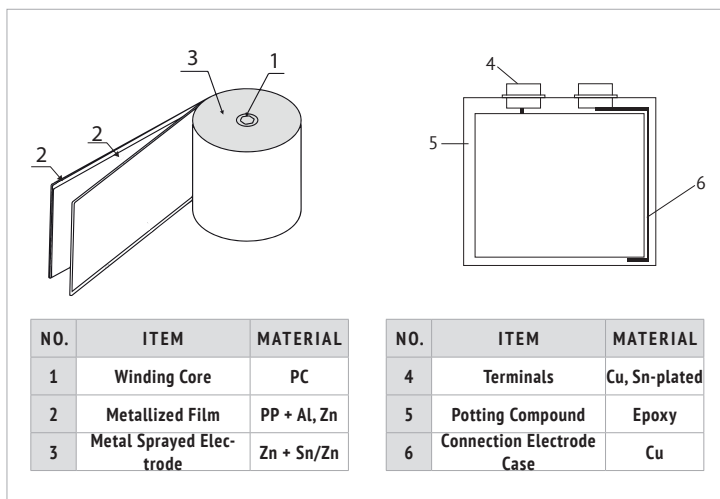 3
1
2
2
4
5
6
NO. ITEM MATERIAL
1 Winding Core PC
2 Metallized Film PP + Al, Zn
3 Metal Sprayed Elec-
trode Zn + Sn/Zn
NO. ITEM MATERIAL
4 Terminals Cu, Sn-plated
5 Potting Compound Epoxy
6 Connection Electrode
Case Cu